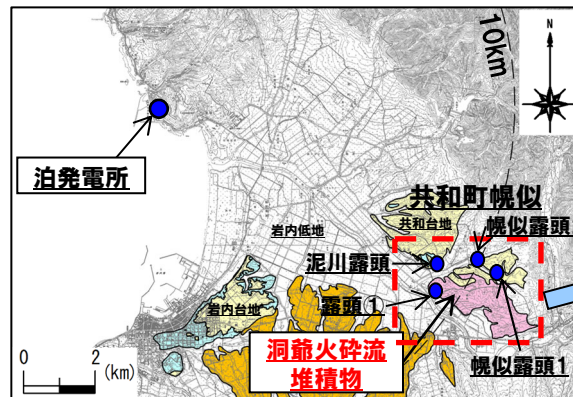 10km
N
泊発電所
共和町幌似
共和台地
幌似露頭
岩内低地
泥川露頭
岩内台地
露頭①
洞爺火砕流
堆積物
幌似露頭1
0 2
(km)